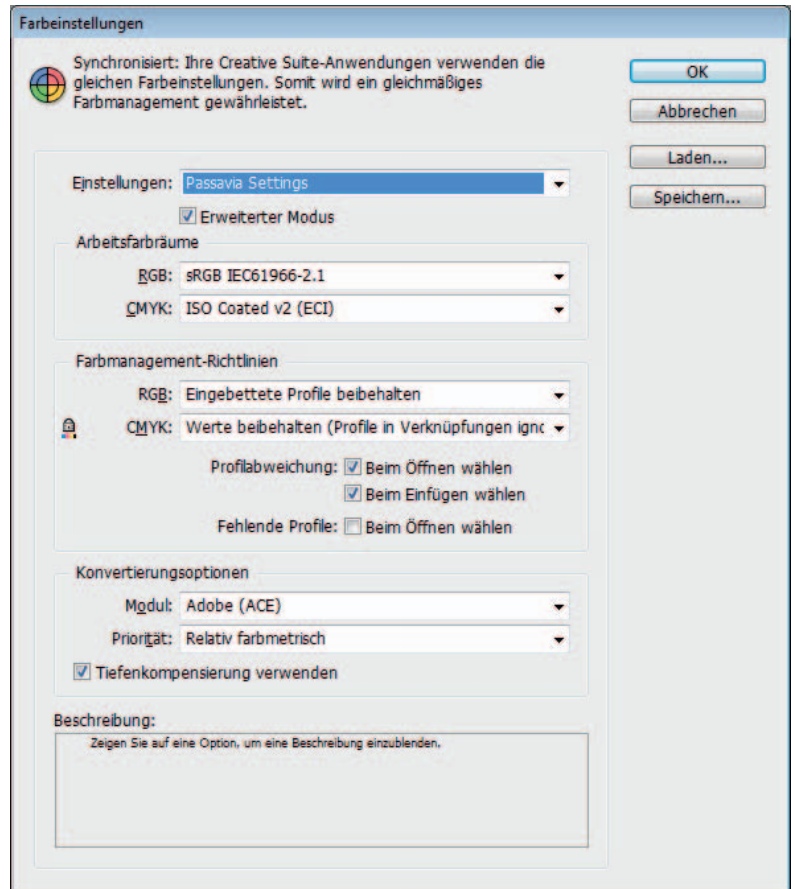 Farbeinstellungen
Synchronisiert: Ihre Creative Suite-Anwendungen verwenden die
gleichen Farbeinstellungen. Somit wird ein gleichmäßiges
Farbmanagement gewährleistet.
OK
Abbrechen
Laden...
Speichern...
Einstellungen: Passavia Settings
Erweiterter Modus
Arbeitsfarbräume
RGB: sRGB IEC61966-2.1
CMYK: ISO Coated v2 (ECI)
Farbmanagement-Richtlinien
RGB: Eingebettete Profile beibehalten
CMYK: Werte beibehalten (Profile in Verknüpfungen ignc
Profilabweichung: Beim Öffnen wählen
Beim Einfügen wählen
Fehlende Profile: Beim Öffnen wählen
Konvertierungsoptionen
Modul: Adobe (ACE)
Priorität: Relativ farbmetrisch
Tiefenkompensierung verwenden
Beschreibung:
Zeigen Sie auf eine Option, um eine Beschreibung einzublenden.